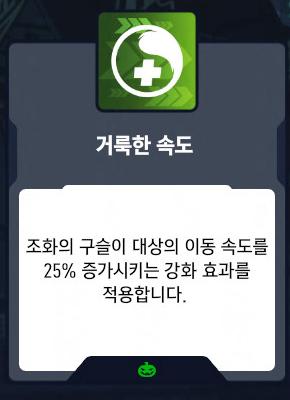 거룩한 속도
조화의 구슬이 대상의 이동 속도를
25% 증가시키는 강화 효과를
적용합니다.